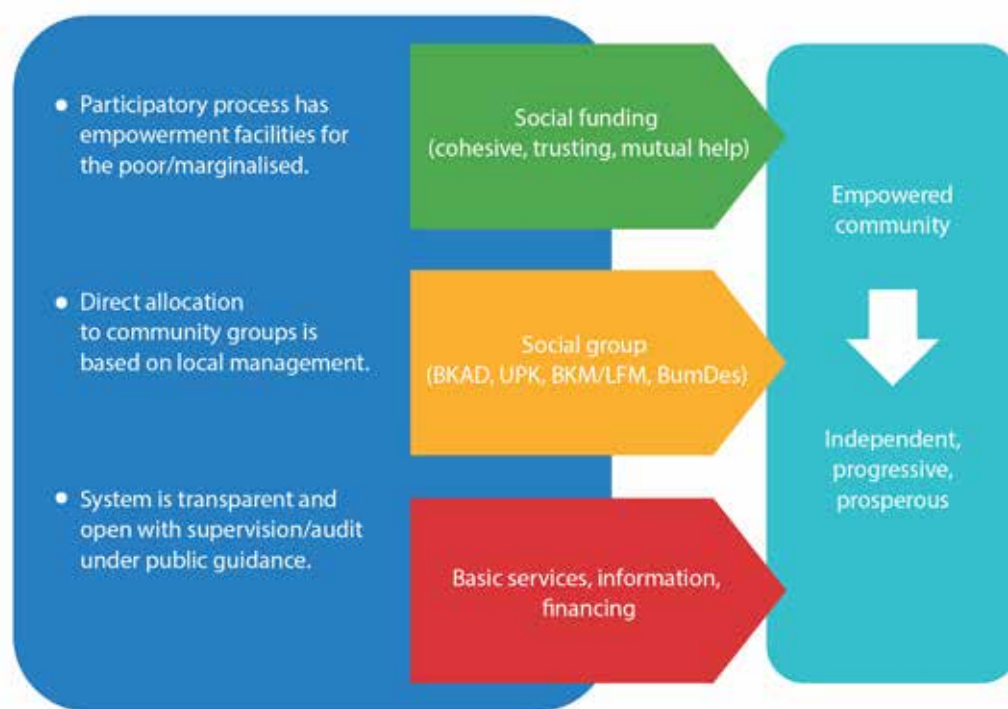 • Participatory process has
empowerment facilities for
the poor/marginalised.
• Direct allocation
to community groups is
based on local management.
• System is transparent and
open with supervision/audit
under public guidance.
Social funding
(cohesive, trusting, mutual help)
Social group
(BKAD, UPK, BKM/LFM, BumDes)
Basic services, information,
financing
Empowered
community
Independent,
progressive,
prosperous